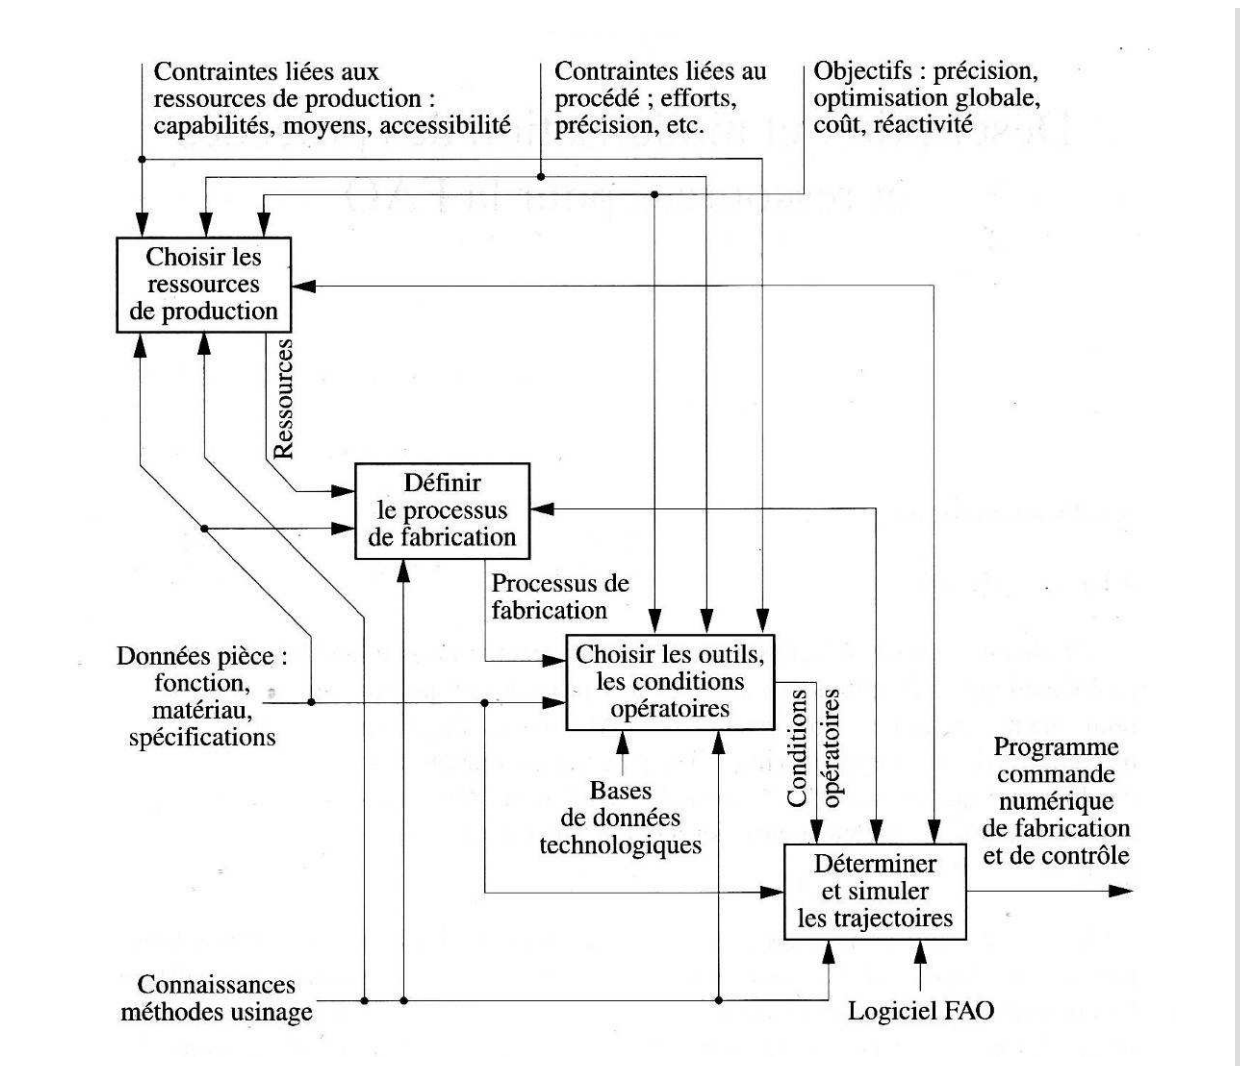 Contraintes liées aux
ressources de production :
capabilités, moyens, accessibilité
Contraintes liées au
procédé ; efforts,
précision, etc.
Objectifs : précision,
optimisation globale,
coût, réactivité
Choisir les
ressources
de production
Ressources
Définir
le processus
de fabrication
Processus de
fabrication
Données pièce :
fonction,
matériau,
spécifications
Choisir les outils,
les conditions
opératoires
Conditions
opératoires
Bases
de données
technologiques
Programme
commande
numérique
de fabrication
et de contrôle
Déterminer
et simuler
les trajectoires
Connaissances
méthodes usinage
Logiciel FAO